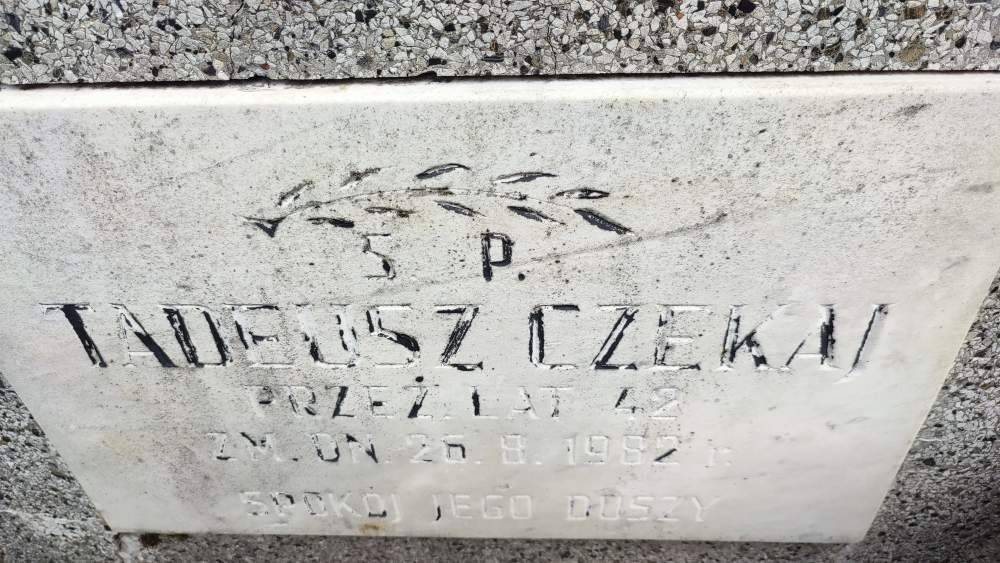 Ś P.
TADEUSZ CZEKAJ
PRZEŻ. LAT 42
ZM. DN. 26.8.1982 r.
SPOKÓJ JEGO DUSZY